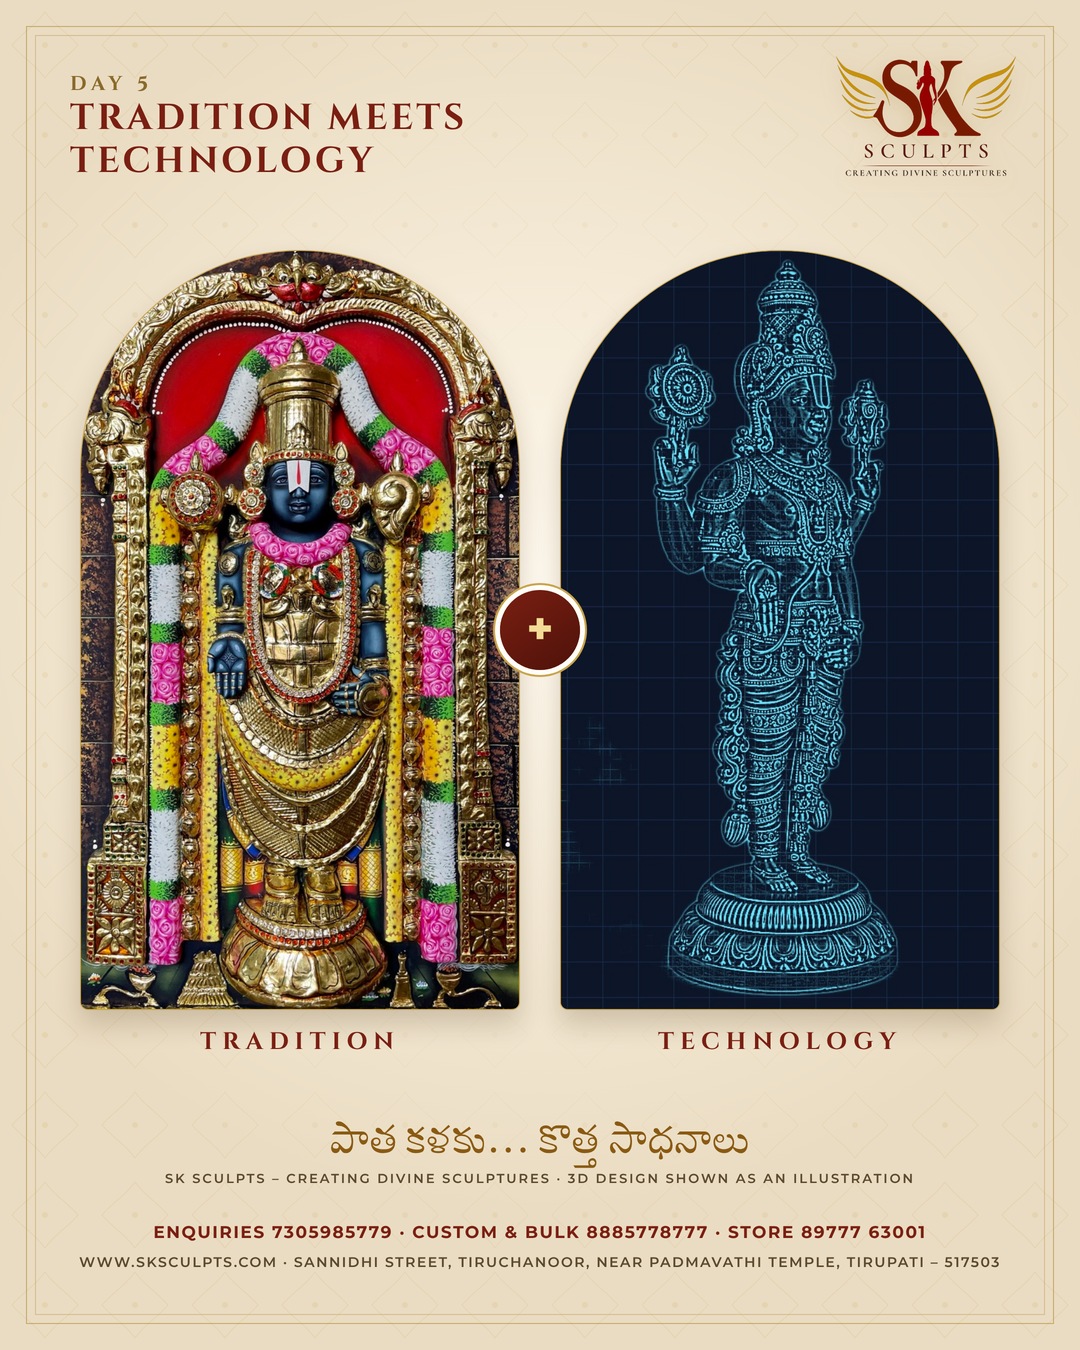 DAY 5
TRADITION MEETS
TECHNOLOGY
SK
SCULPTS
CREATING DIVINE SCULPTURES
TRADITION
TECHNOLOGY
పాత కళకు... కొత్త సాధనాలు
SK SCULPTS – CREATING DIVINE SCULPTURES · 3D DESIGN SHOWN AS AN ILLUSTRATION
ENQUIRIES 7305985779 · CUSTOM & BULK 8885778777 · STORE 89777 63001
WWW.SKSCULPTS.COM · SANNIDHI STREET, TIRUCHANOOR, NEAR PADMAVATHI TEMPLE, TIRUPATI – 517503